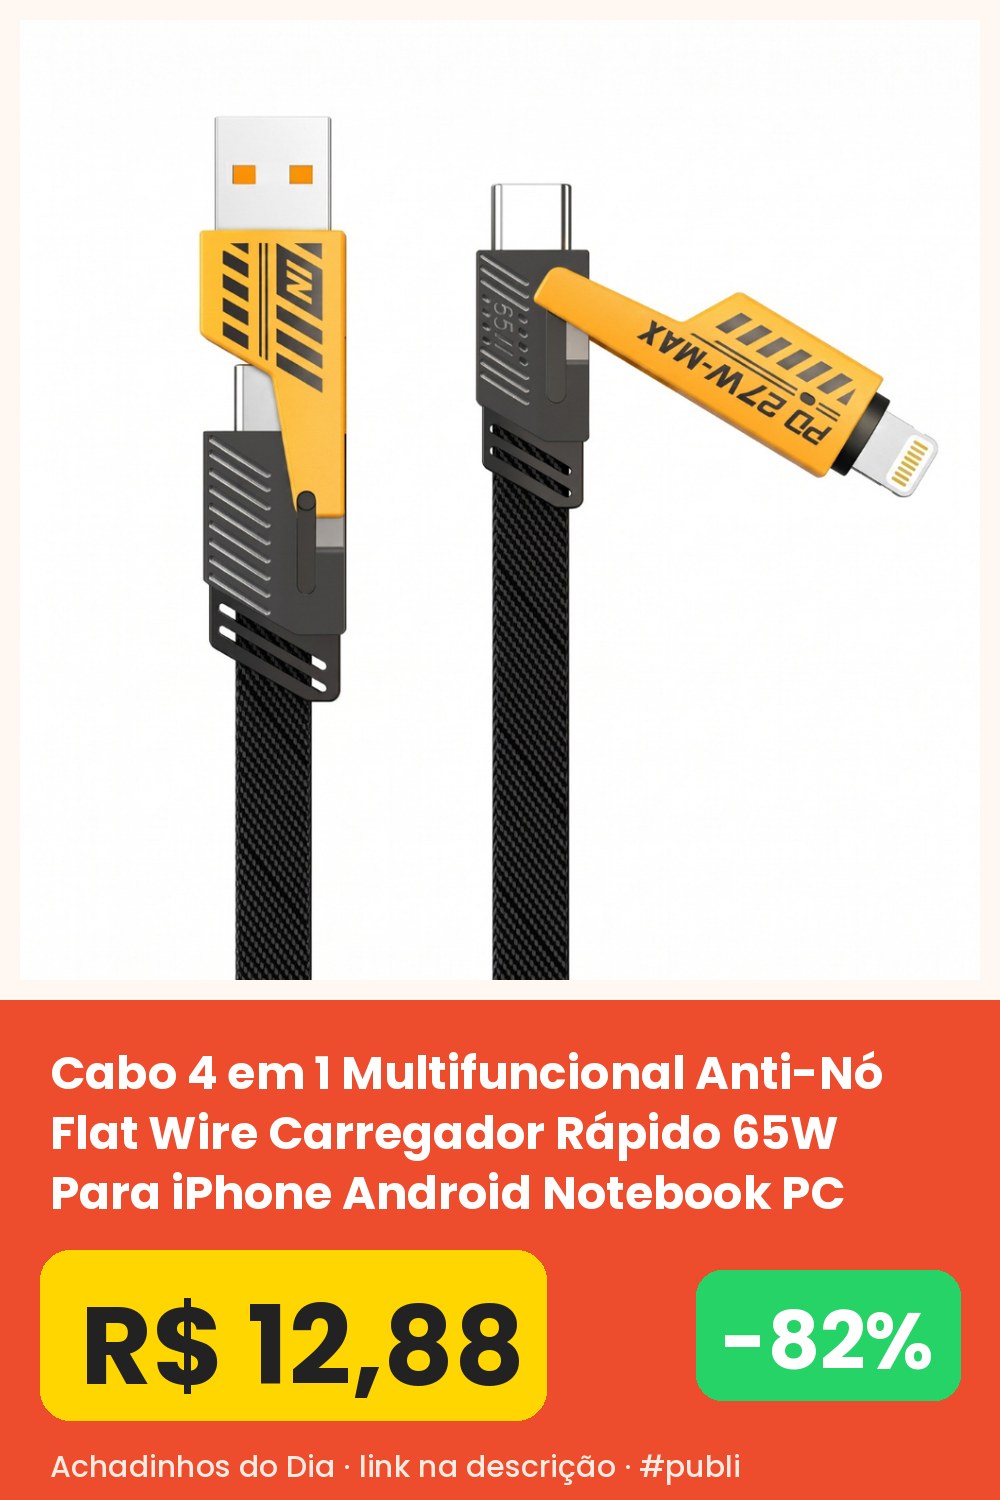 65W
PD 27W-MAX
Cabo 4 em 1 Multifuncional Anti-Nó
Flat Wire Carregador Rápido 65W
Para iPhone Android Notebook PC
R$ 12,88
-82%
Achadinhos do Dia · link na descrição · #publi